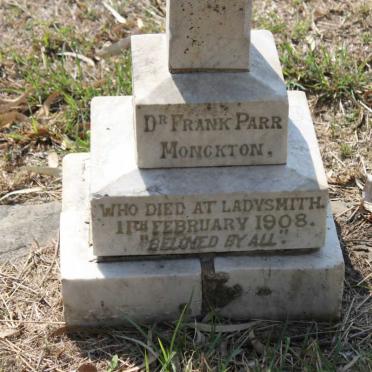 Dr Frank Parr
Monckton.
Who died at Ladysmith.
11th February 1908.
"Beloved by all."